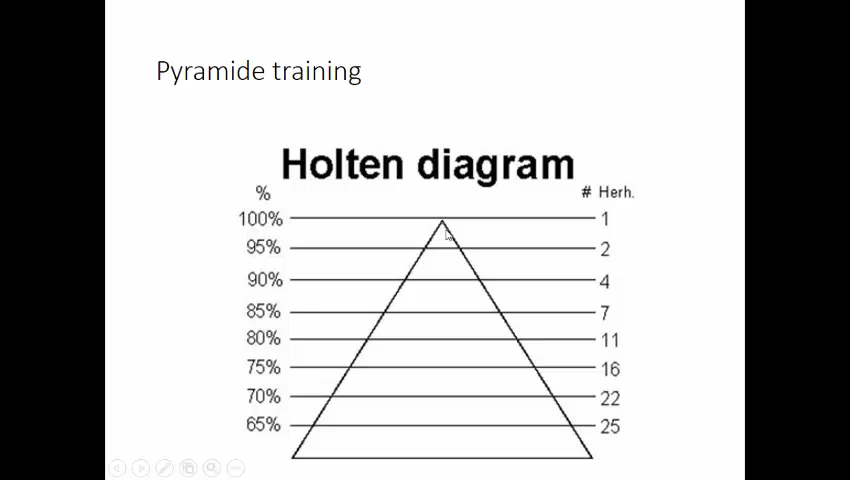 Pyramide training
Holten diagram
% # Herh.
100% 1
95% 2
90% 4
85% 7
80% 11
75% 16
70% 22
65% 25